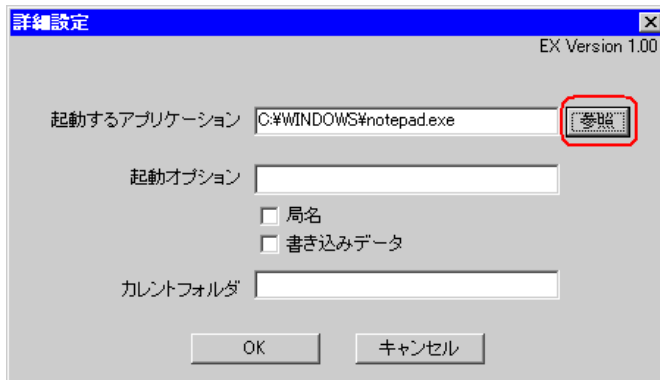 詳細設定
EX Version 1.00
起動するアプリケーション C:¥WINDOWS¥notepad.exe 参照
起動オプション
局名
書き込みデータ
カレントフォルダ
OK キャンセル